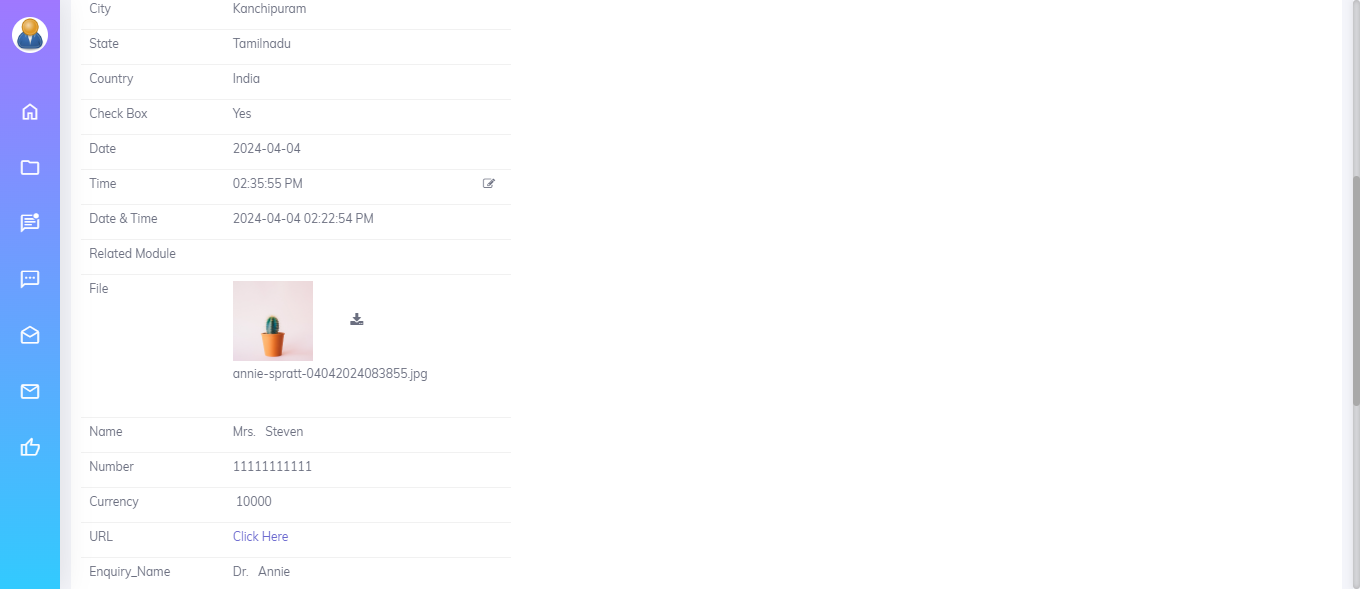 City Kanchipuram
State Tamilnadu
Country India
Check Box Yes
Date 2024-04-04
Time 02:35:55 PM
Date & Time 2024-04-04 02:22:54 PM
Related Module
File
annie-spratt-04042024083855.jpg
Name Mrs. Steven
Number 11111111111
Currency 10000
URL Click Here
Enquiry_Name Dr. Annie